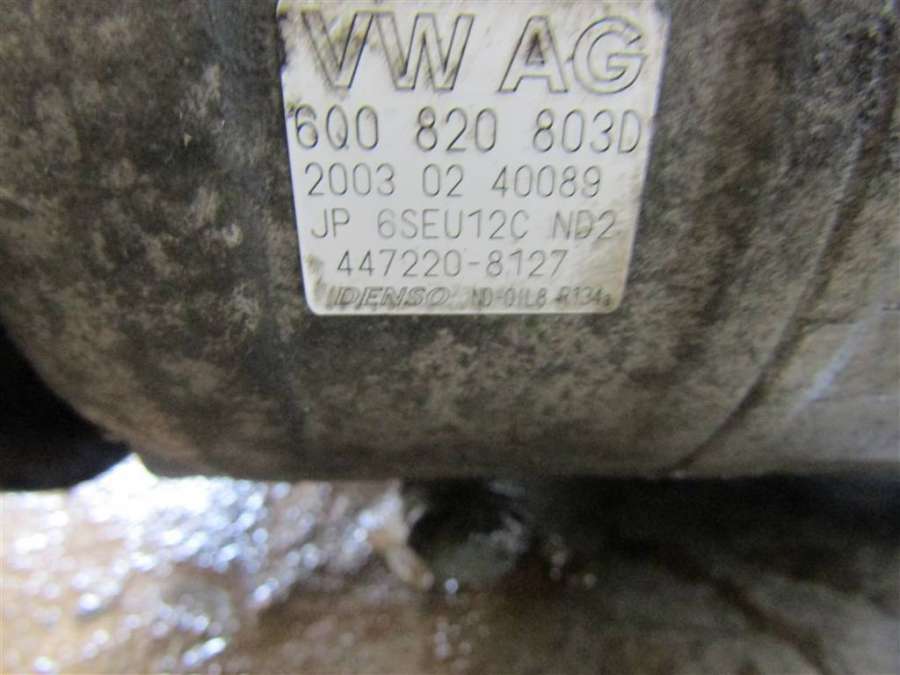 VW AG
6Q0 820 803D
2003 02 40089
JP 6SEU12C ND2
447220-8127
DENSO ND-OIL8 R134a